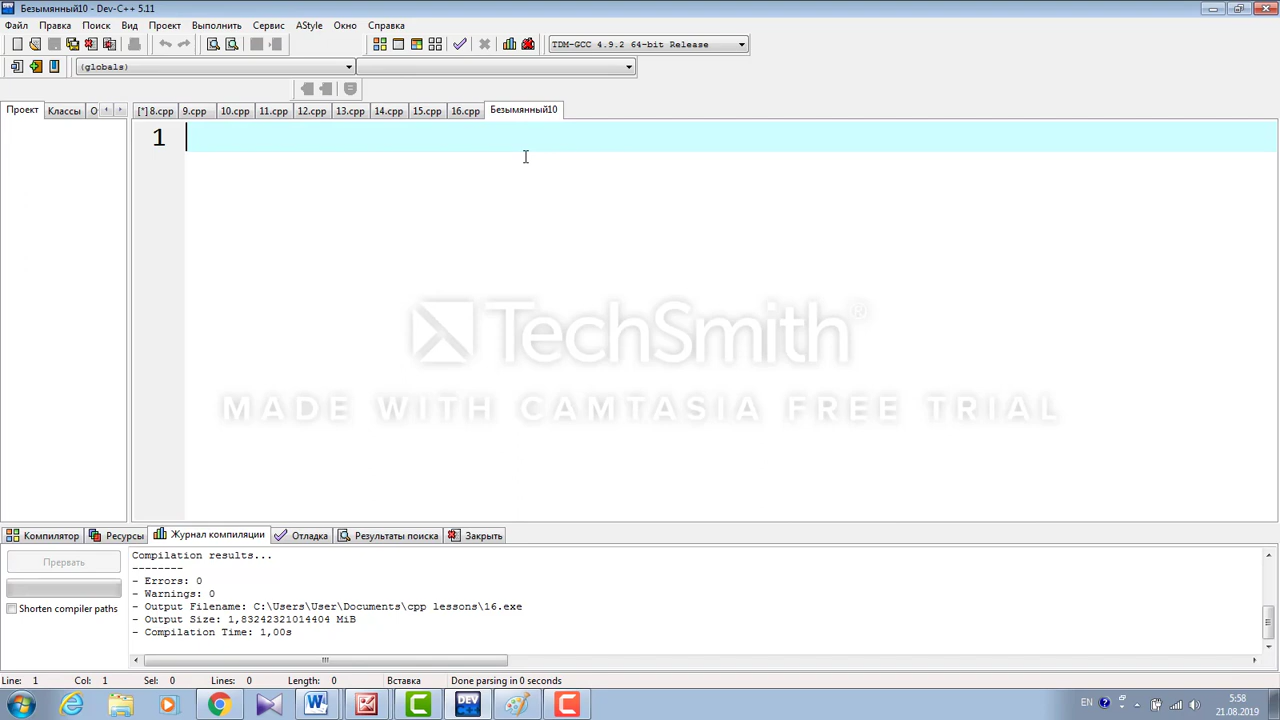 Безымянный10 - Dev-C++ 5.11
Файл Правка Поиск Вид Проект Выполнить Сервис AStyle Окно Справка
TDM-GCC 4.9.2 64-bit Release
(globals)
Проект Классы О [*] 8.cpp 9.cpp 10.cpp 11.cpp 12.cpp 13.cpp 14.cpp 15.cpp 16.cpp Безымянный10
1
TechSmith®
MADE WITH CAMTASIA FREE TRIAL
Компилятор Ресурсы Журнал компиляции Отладка Результаты поиска Закрыть
Прервать
Shorten compiler paths
Compilation results...
--------
- Errors: 0
- Warnings: 0
- Output Filename: C:\Users\User\Documents\cpp lessons\16.exe
- Output Size: 1,83242321014404 MiB
- Compilation Time: 1,00s
Line: 1 Col: 1 Sel: 0 Lines: 0 Length: 0 Вставка Done parsing in 0 seconds
EN 5:58
21.08.2019